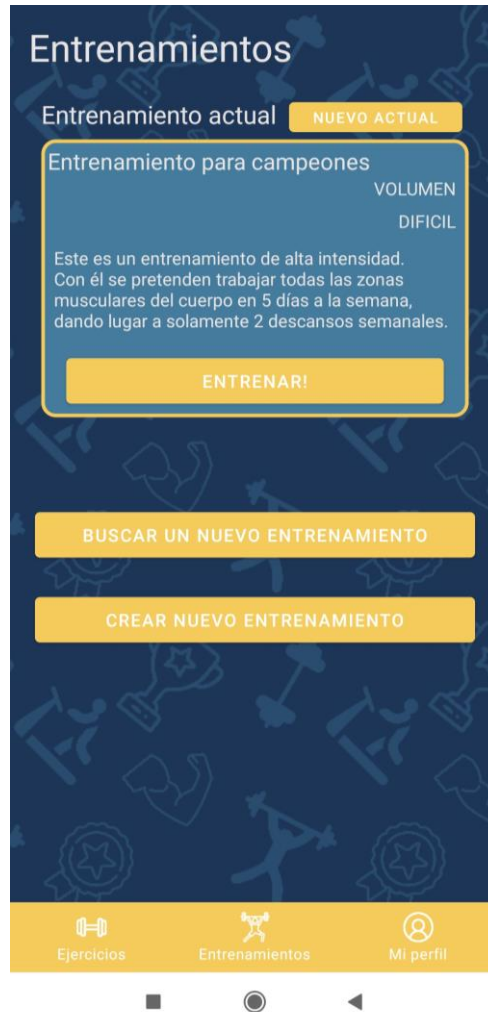 Entrenamientos
Entrenamiento actual NUEVO ACTUAL
Entrenamiento para campeones
VOLUMEN
DIFICIL
Este es un entrenamiento de alta intensidad.
Con él se pretenden trabajar todas las zonas
musculares del cuerpo en 5 días a la semana,
dando lugar a solamente 2 descansos semanales.
ENTRENAR!
BUSCAR UN NUEVO ENTRENAMIENTO
CREAR NUEVO ENTRENAMIENTO
Ejercicios Entrenamientos Mi perfil